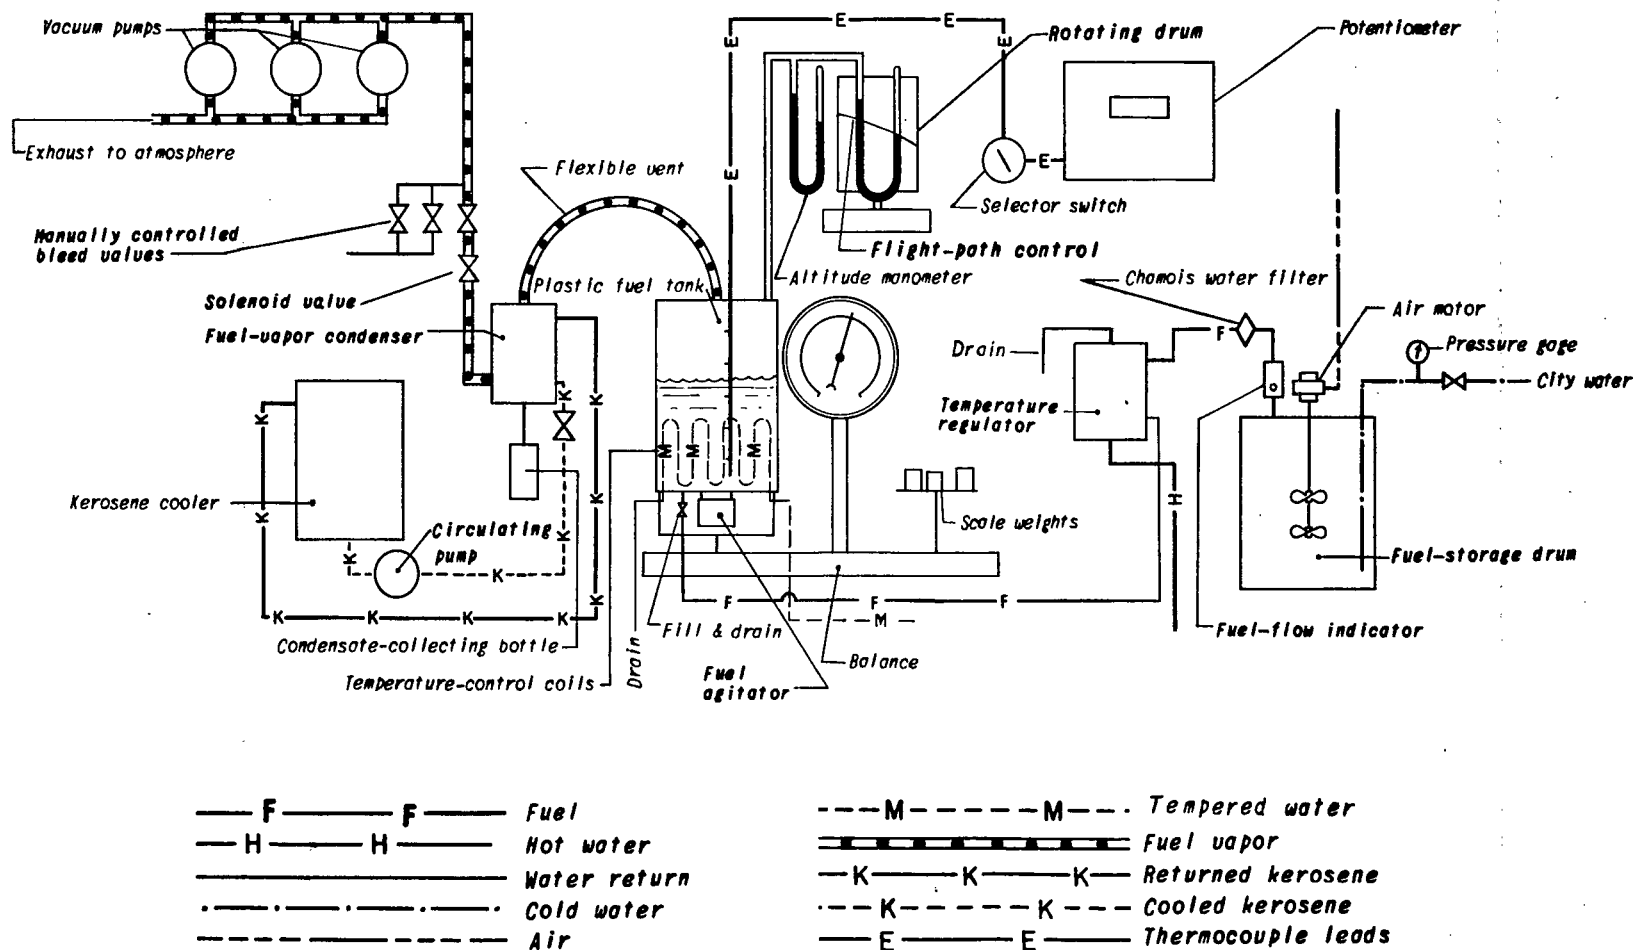 Vacuum pumps
Exhaust to atmosphere
Manually controlled
bleed valves
Solenoid valve
Fuel-vapor condenser
Flexible vent
Plastic fuel tank
Rotating drum
Potentiometer
Selector switch
Flight-path control
Altitude manometer
Chamois water filter
Air motor
Pressure gage
City water
Drain
Temperature
regulator
Kerosene cooler
Circulating
pump
Scale weights
Fuel-storage drum
Fuel-flow indicator
Fill & drain
Drain
Condensate-collecting bottle
Temperature-control coils
Fuel
agitator
Balance
E E
E E
E
E
K K
K
K K
K K
K K
K K K K K
M M M
F
H
F F F
M
F F Fuel
H H Hot water
Water return
Cold water
Air
M M Tempered water
Fuel vapor
K K K Returned kerosene
K K Cooled kerosene
E E Thermocouple leads